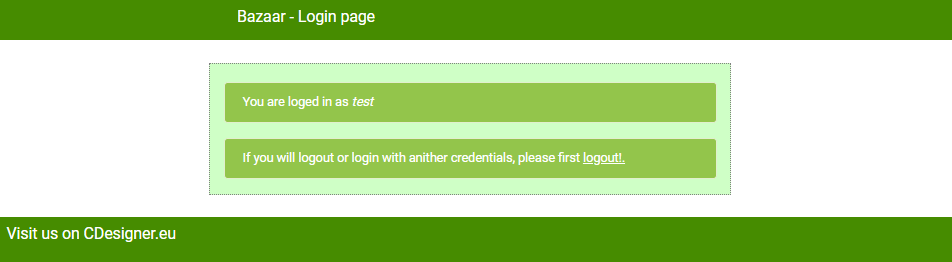 Bazaar - Login page
You are loged in as test
If you will logout or login with anither credentials, please first logout!.
Visit us on CDesigner.eu